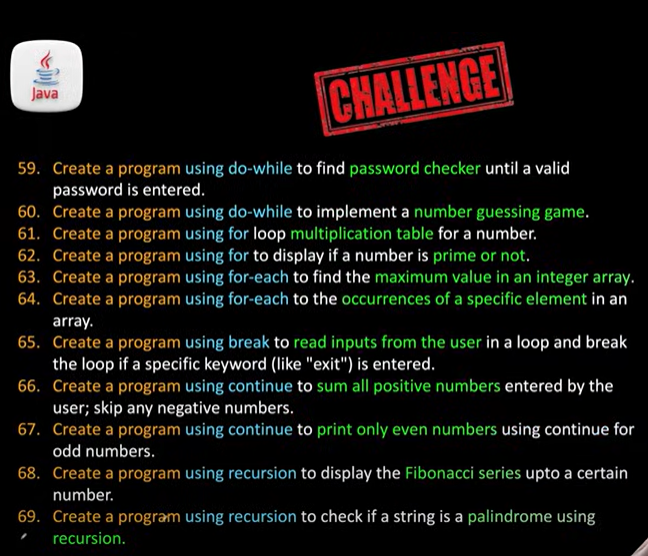 Java
CHALLENGE
59. Create a program using do-while to find password checker until a valid
password is entered.
60. Create a program using do-while to implement a number guessing game.
61. Create a program using for loop multiplication table for a number.
62. Create a program using for to display if a number is prime or not.
63. Create a program using for-each to find the maximum value in an integer array.
64. Create a program using for-each to the occurrences of a specific element in an
array.
65. Create a program using break to read inputs from the user in a loop and break
the loop if a specific keyword (like "exit") is entered.
66. Create a program using continue to sum all positive numbers entered by the
user; skip any negative numbers.
67. Create a program using continue to print only even numbers using continue for
odd numbers.
68. Create a program using recursion to display the Fibonacci series upto a certain
number.
69. Create a program using recursion to check if a string is a palindrome using
recursion.